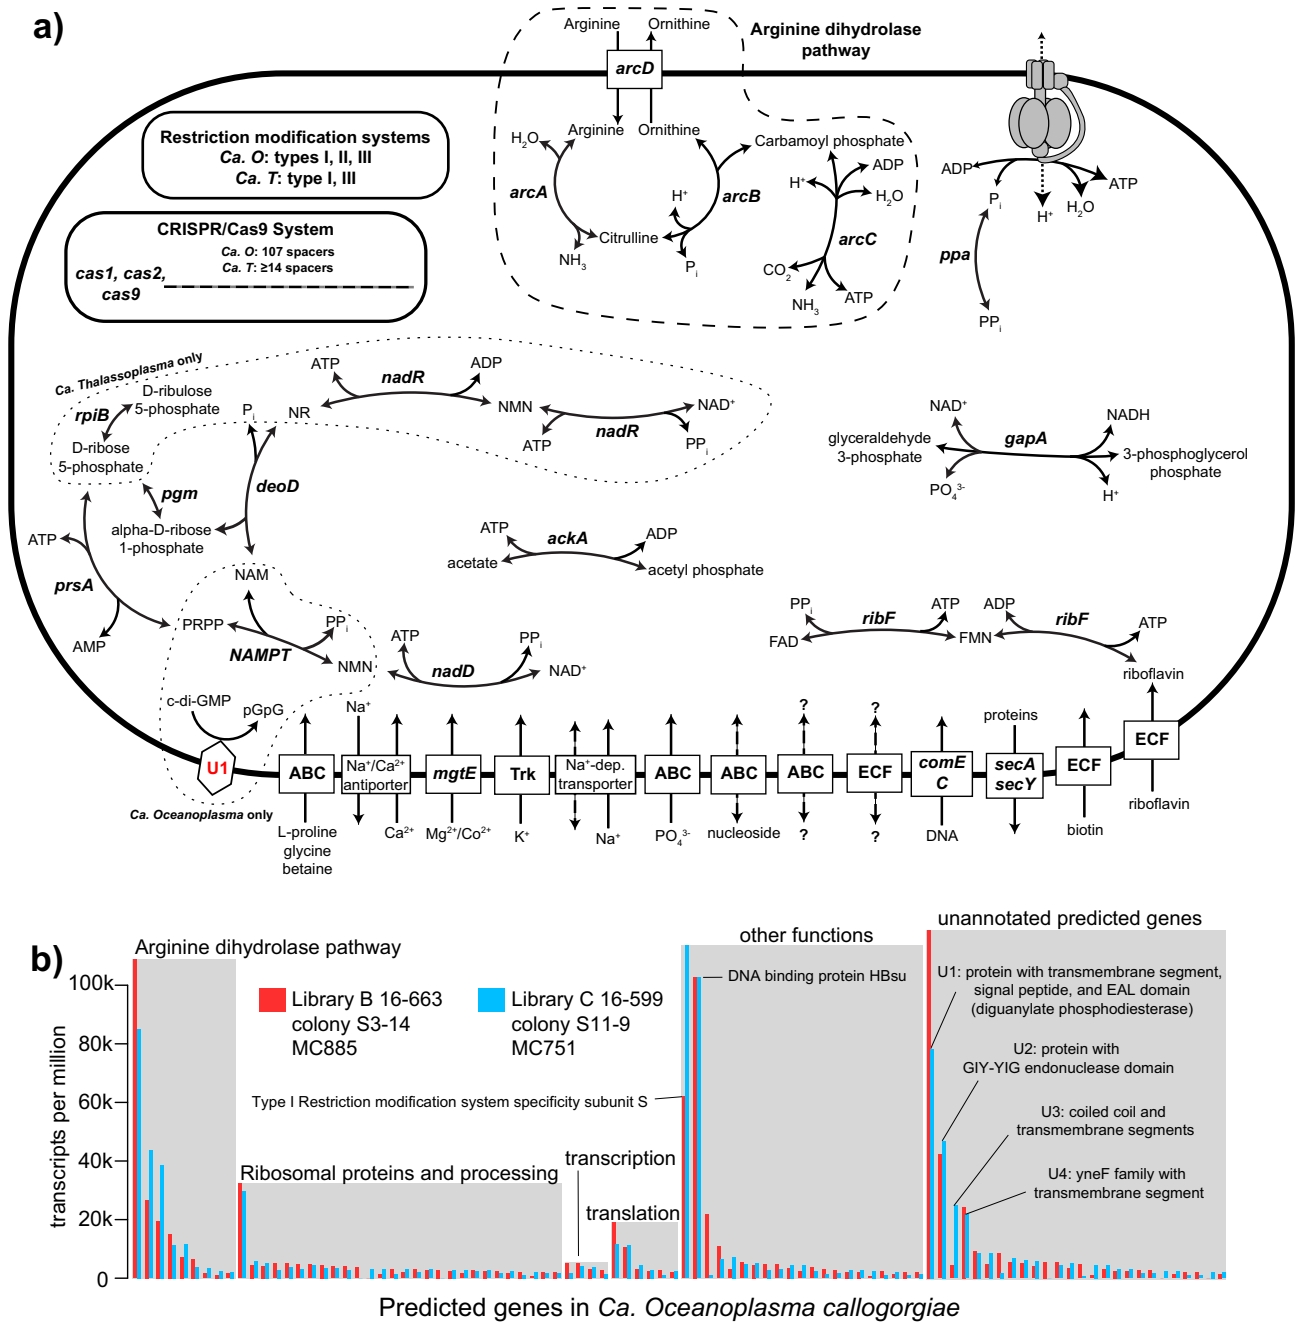 a)
Arginine Ornithine
Arginine dihydrolase
pathway
arcD
Restriction modification systems
Ca. O: types I, II, III
Ca. T: type I, III
CRISPR/Cas9 System
Ca. O: 107 spacers
Ca. T: ≥14 spacers
cas1, cas2,
cas9
H₂O
Arginine Ornithine
Carbamoyl phosphate
arcA
H⁺
arcB
Citrulline
NH₃
Pᵢ
H⁺
ADP
H₂O
arcC
CO₂
NH₃
ATP
ADP
Pᵢ
H⁺
H₂O
ATP
ppa
PPᵢ
Ca. Thalassoplasma only
D-ribulose
5-phosphate
rpiB
D-ribose
5-phosphate
Pᵢ
NR
ATP
nadR
ADP
NMN
ATP
nadR
NAD⁺
PPᵢ
pgm
deoD
alpha-D-ribose
1-phosphate
ATP
prsA
AMP
NAM
PRPP
PPᵢ
NAMPT
NMN
ATP
nadD
PPᵢ
NAD⁺
ATP
ackA
ADP
acetate
acetyl phosphate
NAD⁺
gapA
NADH
glyceraldehyde
3-phosphate
3-phosphoglycerol
phosphate
PO₄³⁻
H⁺
PPᵢ
ribF
ATP
FAD
FMN
ADP
ribF
ATP
riboflavin
c-di-GMP
pGpG
U1
Ca. Oceanoplasma only
ABC
L-proline
glycine
betaine
Na⁺
Na⁺/Ca²⁺
antiporter
Ca²⁺
mgtE
Mg²⁺/Co²⁺
Trk
K⁺
Na⁺-dep.
transporter
Na⁺
ABC
PO₄³⁻
ABC
nucleoside
?
ABC
?
?
ECF
?
comE
C
DNA
proteins
secA
secY
ECF
biotin
ECF
riboflavin
b)
Arginine dihydrolase pathway
other functions
unannotated predicted genes
transcripts per million
100k
80k
60k
40k
20k
0
Library B 16-663
colony S3-14
MC885
Library C 16-599
colony S11-9
MC751
DNA binding protein HBsu
Type I Restriction modification system specificity subunit S
U1: protein with transmembrane segment,
signal peptide, and EAL domain
(diguanylate phosphodiesterase)
U2: protein with
GIY-YIG endonuclease domain
U3: coiled coil and
transmembrane segments
U4: yneF family with
transmembrane segment
Ribosomal proteins and processing
transcription
translation
Predicted genes in Ca. Oceanoplasma callogorgiae